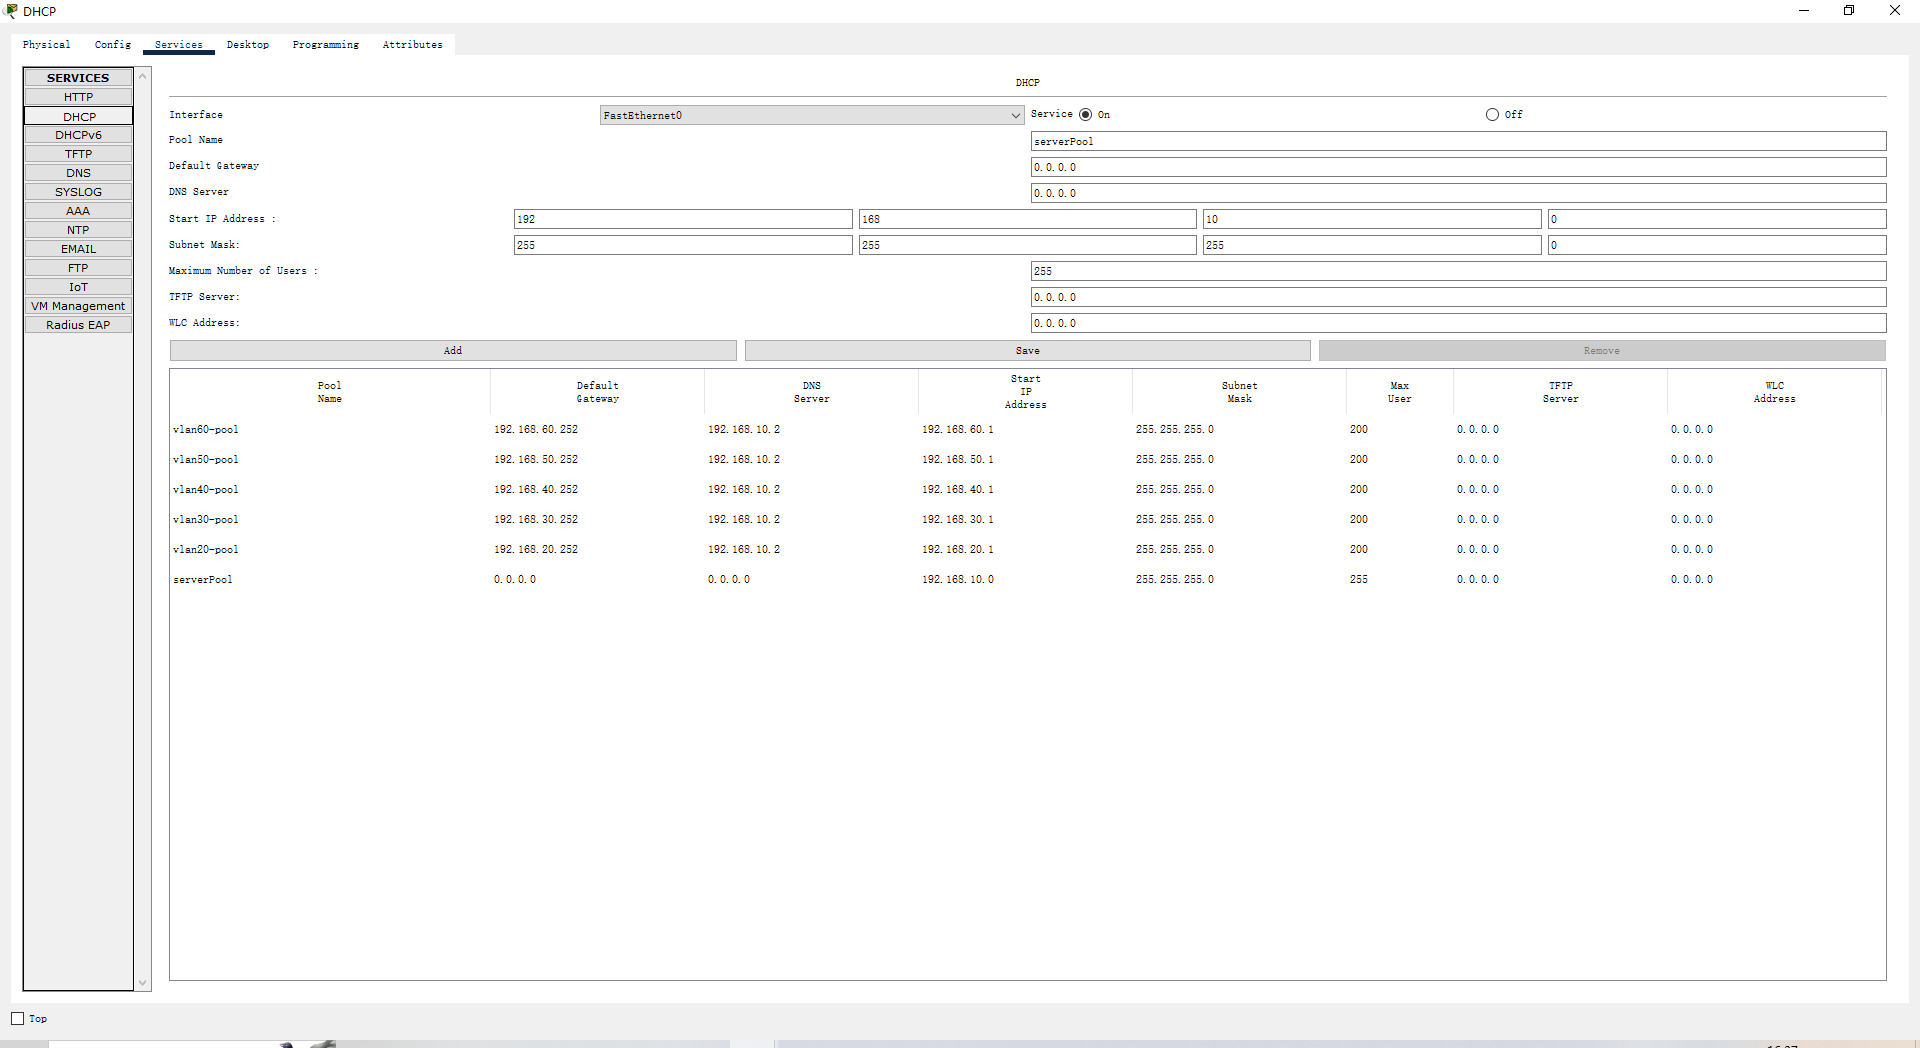 DHCP
Physical Config Services Desktop Programming Attributes
SERVICES
HTTP
DHCP
DHCPv6
TFTP
DNS
SYSLOG
AAA
NTP
EMAIL
FTP
IoT
VM Management
Radius EAP
DHCP
Interface FastEthernet0 Service On Off
Pool Name serverPool
Default Gateway 0.0.0.0
DNS Server 0.0.0.0
Start IP Address : 192 168 10 0
Subnet Mask: 255 255 255 0
Maximum Number of Users : 255
TFTP Server: 0.0.0.0
WLC Address: 0.0.0.0
Add Save Remove
Pool Name Default Gateway DNS Server Start IP Address Subnet Mask Max User TFTP Server WLC Address
vlan60-pool 192.168.60.252 192.168.10.2 192.168.60.1 255.255.255.0 200 0.0.0.0 0.0.0.0
vlan50-pool 192.168.50.252 192.168.10.2 192.168.50.1 255.255.255.0 200 0.0.0.0 0.0.0.0
vlan40-pool 192.168.40.252 192.168.10.2 192.168.40.1 255.255.255.0 200 0.0.0.0 0.0.0.0
vlan30-pool 192.168.30.252 192.168.10.2 192.168.30.1 255.255.255.0 200 0.0.0.0 0.0.0.0
vlan20-pool 192.168.20.252 192.168.10.2 192.168.20.1 255.255.255.0 200 0.0.0.0 0.0.0.0
serverPool 0.0.0.0 0.0.0.0 192.168.10.0 255.255.255.0 255 0.0.0.0 0.0.0.0
Top